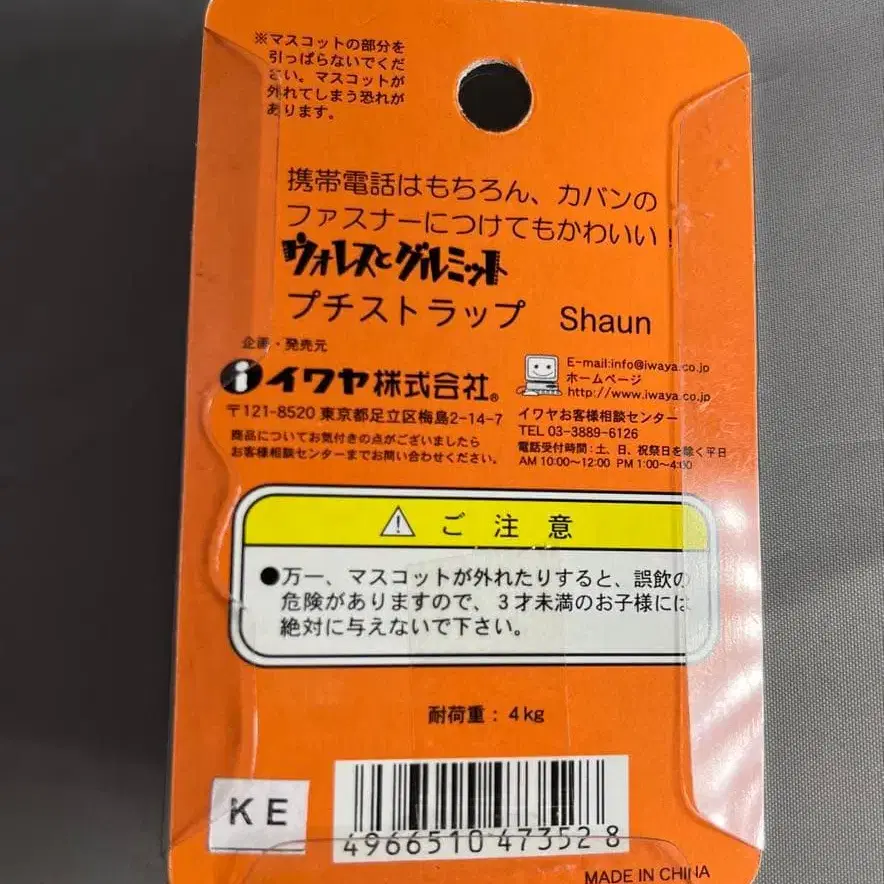 ※マスコットの部分を
引っぱらないでくだ
さい。マスコットが
外れてしまう恐れが
あります。
携帯電話はもちろん、カバンの
ファスナーにつけてもかわいい！
ウォレスとグルミット
プチストラップ Shaun
企画・発売元
イワヤ株式会社®
〒121-8520 東京都足立区梅島2-14-7
商品についてお気付きの点がございましたら
お客様相談センターまでお問い合わせください。
E-mail:info@iwaya.co.jp
ホームページ
http://www.iwaya.co.jp
イワヤお客様相談センター
TEL 03-3889-6126
電話受付時間：土、日、祝祭日を除く平日
AM 10:00〜12:00 PM 1:00〜4:00
⚠ ご注意
●万一、マスコットが外れたりすると、誤飲の
危険がありますので、3才未満のお子様には
絶対に与えないで下さい。
耐荷重：4kg
KE
4966510473528
MADE IN CHINA